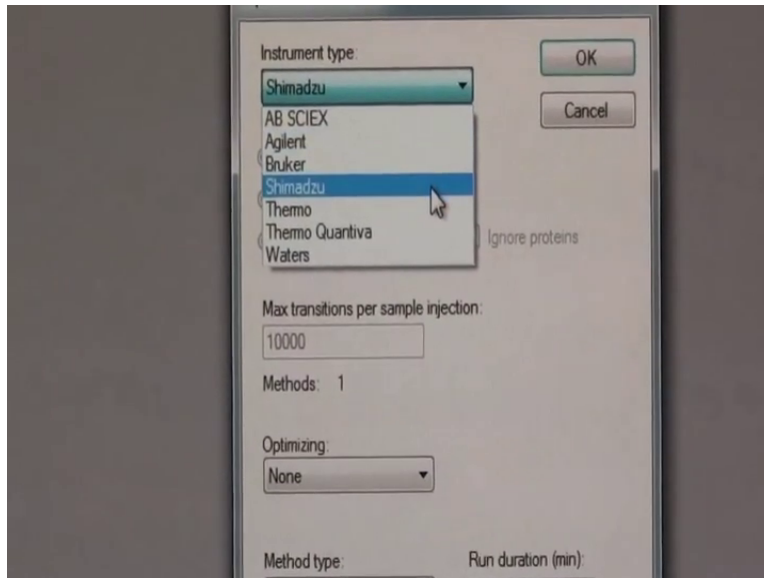 Instrument type:
OK
Shimadzu
Cancel
AB SCIEX
Agilent
Bruker
Shimadzu
Thermo
Thermo Quantiva
Ignore proteins
Waters
Max transitions per sample injection:
10000
Methods: 1
Optimizing:
None
Method type:
Run duration (min):